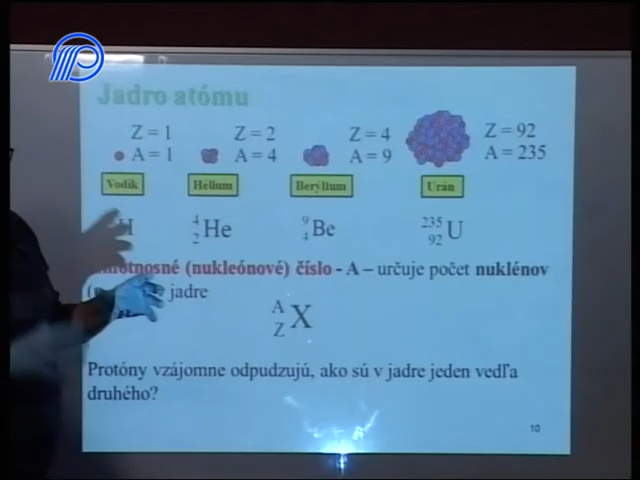 Jadro atómu
Z = 1
A = 1
Z = 2
A = 4
Z = 4
A = 9
Z = 92
A = 235
Vodík
Hélium
Berýlium
Urán
H
4 2 He
9 4 Be
235 92 U
(nukleónové) číslo - A – určuje počet nuklénov
jadre
A Z X
Protóny vzájomne odpudzujú, ako sú v jadre jeden vedľa
druhého?
10